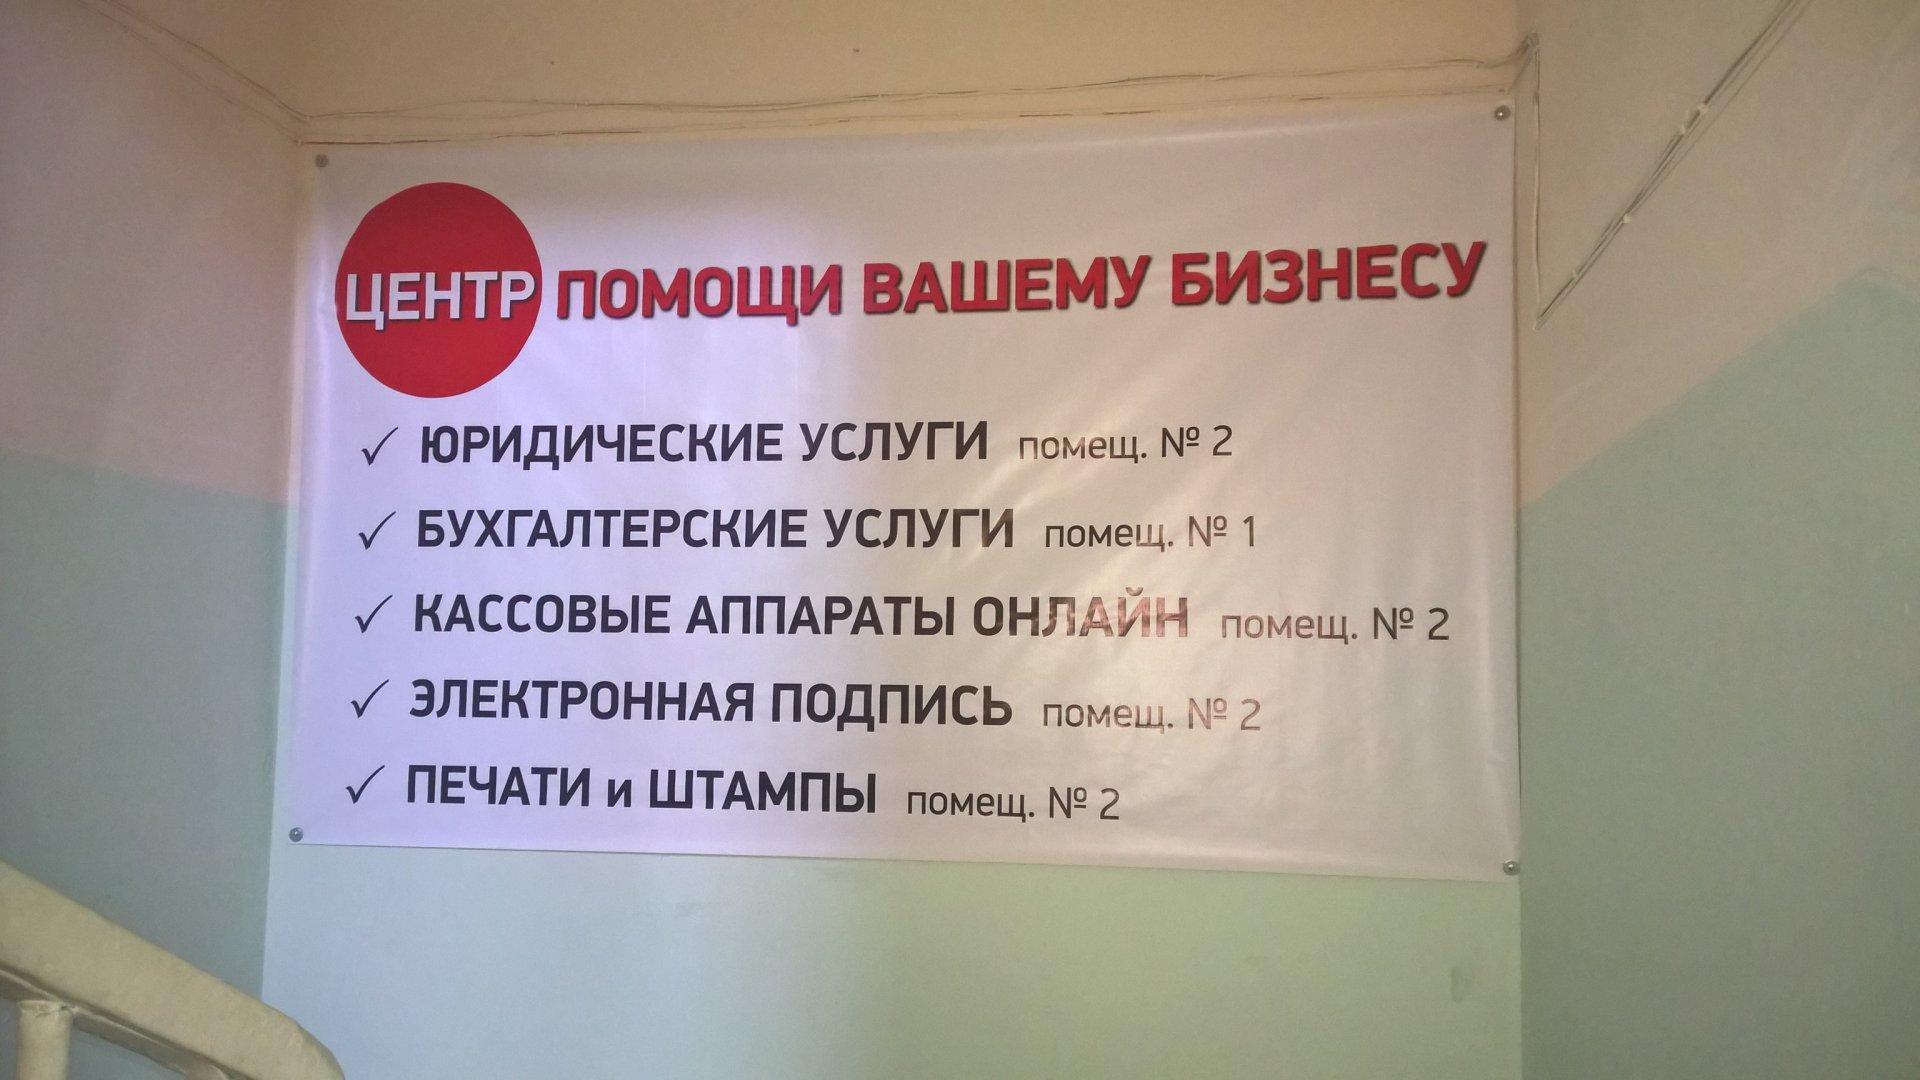 ЦЕНТР ПОМОЩИ ВАШЕМУ БИЗНЕСУ
✓ ЮРИДИЧЕСКИЕ УСЛУГИ помещ. № 2
✓ БУХГАЛТЕРСКИЕ УСЛУГИ помещ. № 1
✓ КАССОВЫЕ АППАРАТЫ ОНЛАЙН помещ. № 2
✓ ЭЛЕКТРОННАЯ ПОДПИСЬ помещ. № 2
✓ ПЕЧАТИ и ШТАМПЫ помещ. № 2